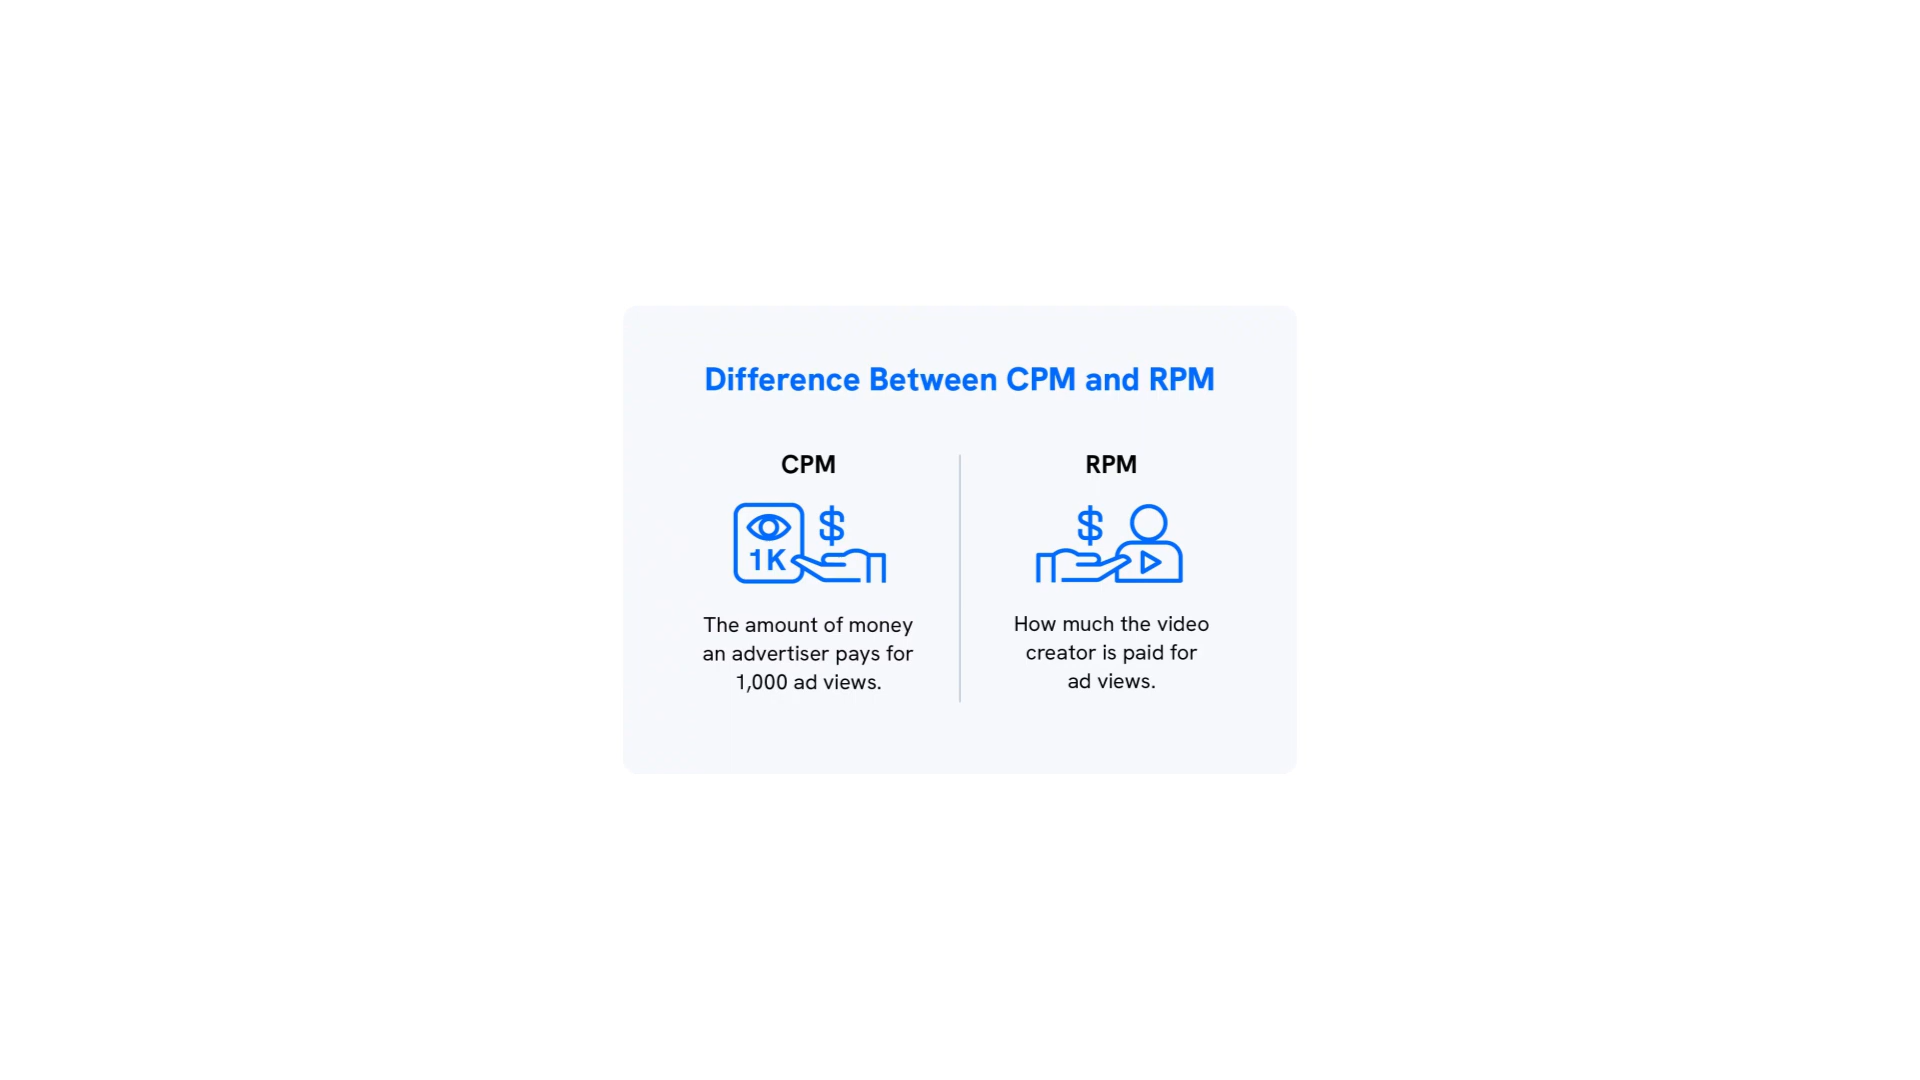 Difference Between CPM and RPM
CPM
1K
$
The amount of money
an advertiser pays for
1,000 ad views.
RPM
$
How much the video
creator is paid for
ad views.